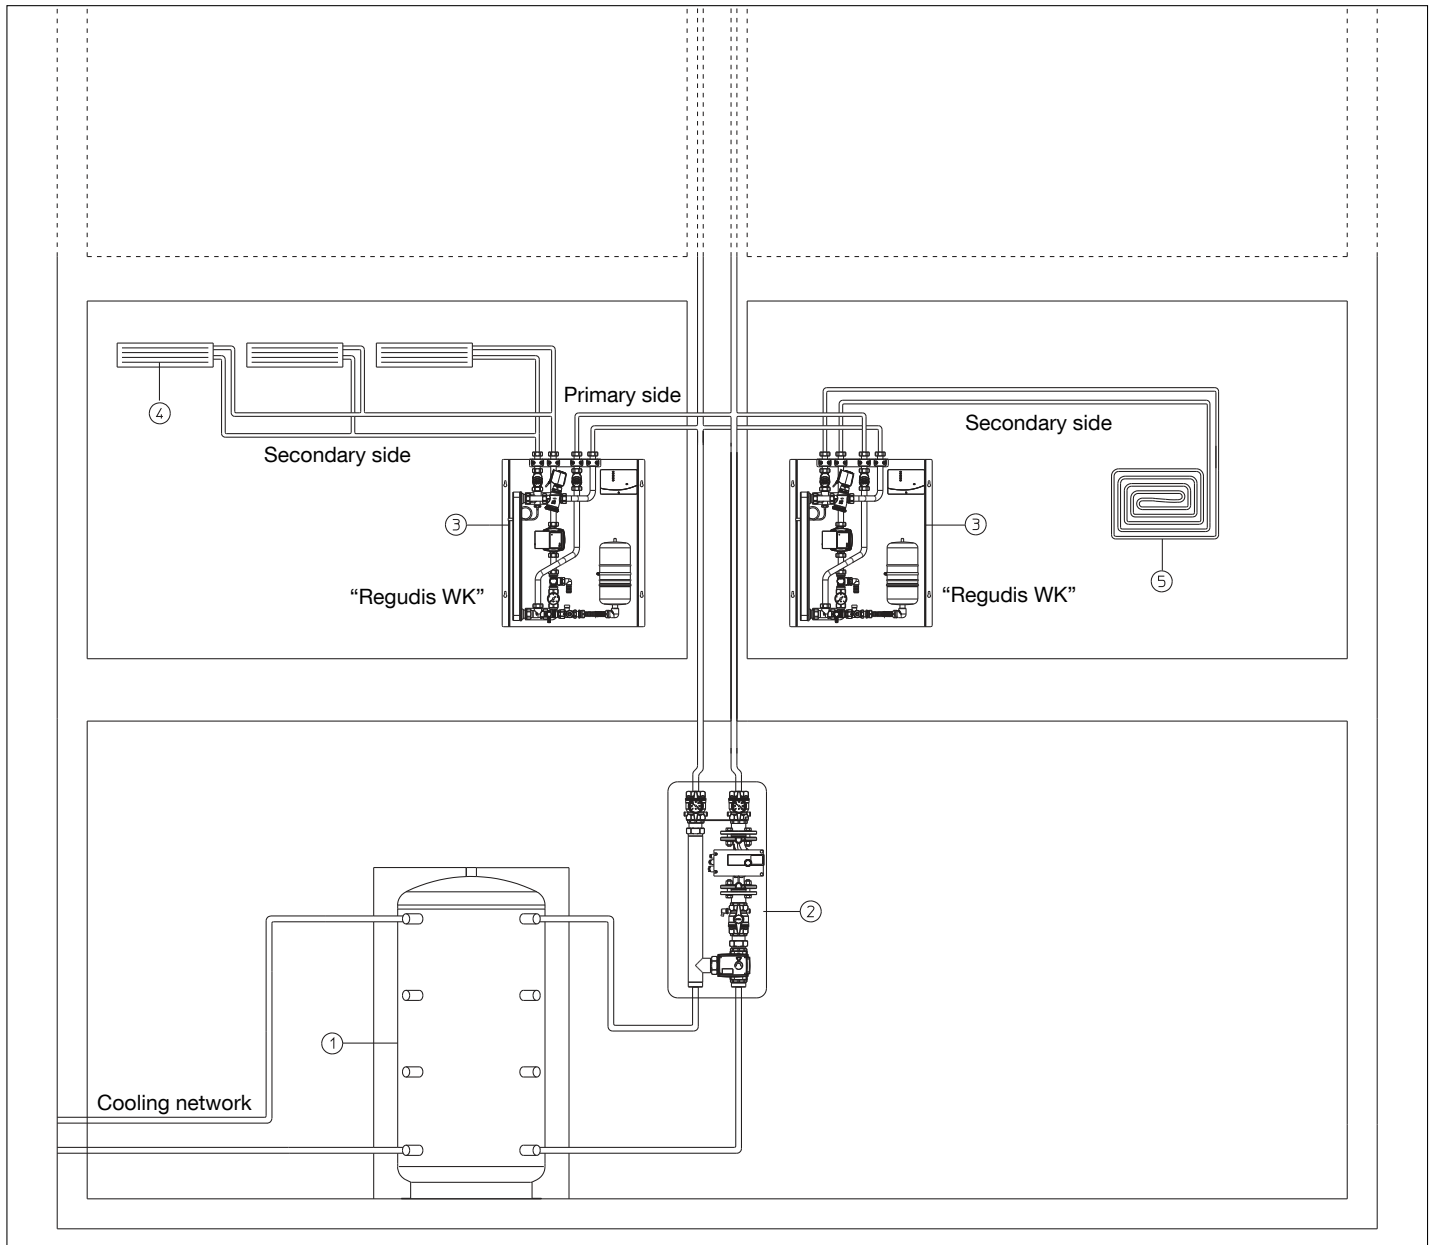 Primary side
4
Secondary side
Secondary side
3
3
5
“Regudis WK”
“Regudis WK”
2
1
Cooling network